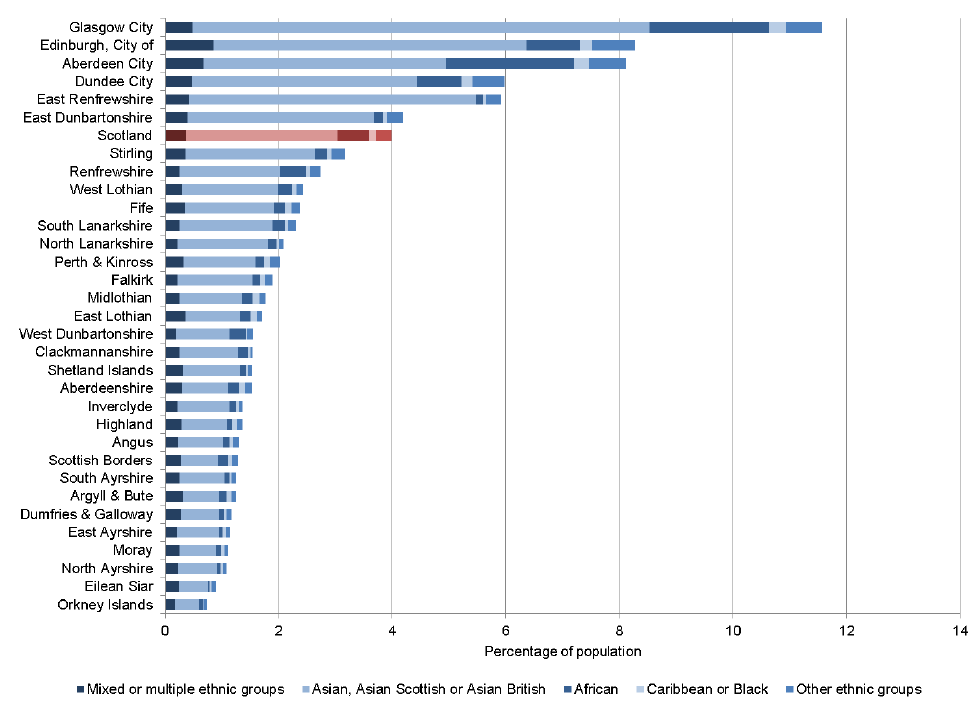 Glasgow City
Edinburgh, City of
Aberdeen City
Dundee City
East Renfrewshire
East Dunbartonshire
Scotland
Stirling
Renfrewshire
West Lothian
Fife
South Lanarkshire
North Lanarkshire
Perth & Kinross
Falkirk
Midlothian
East Lothian
West Dunbartonshire
Clackmannanshire
Shetland Islands
Aberdeenshire
Inverclyde
Highland
Angus
Scottish Borders
South Ayrshire
Argyll & Bute
Dumfries & Galloway
East Ayrshire
Moray
North Ayrshire
Eilean Siar
Orkney Islands
0 2 4 6 8 10 12 14
Percentage of population
Mixed or multiple ethnic groups Asian, Asian Scottish or Asian British African Caribbean or Black Other ethnic groups